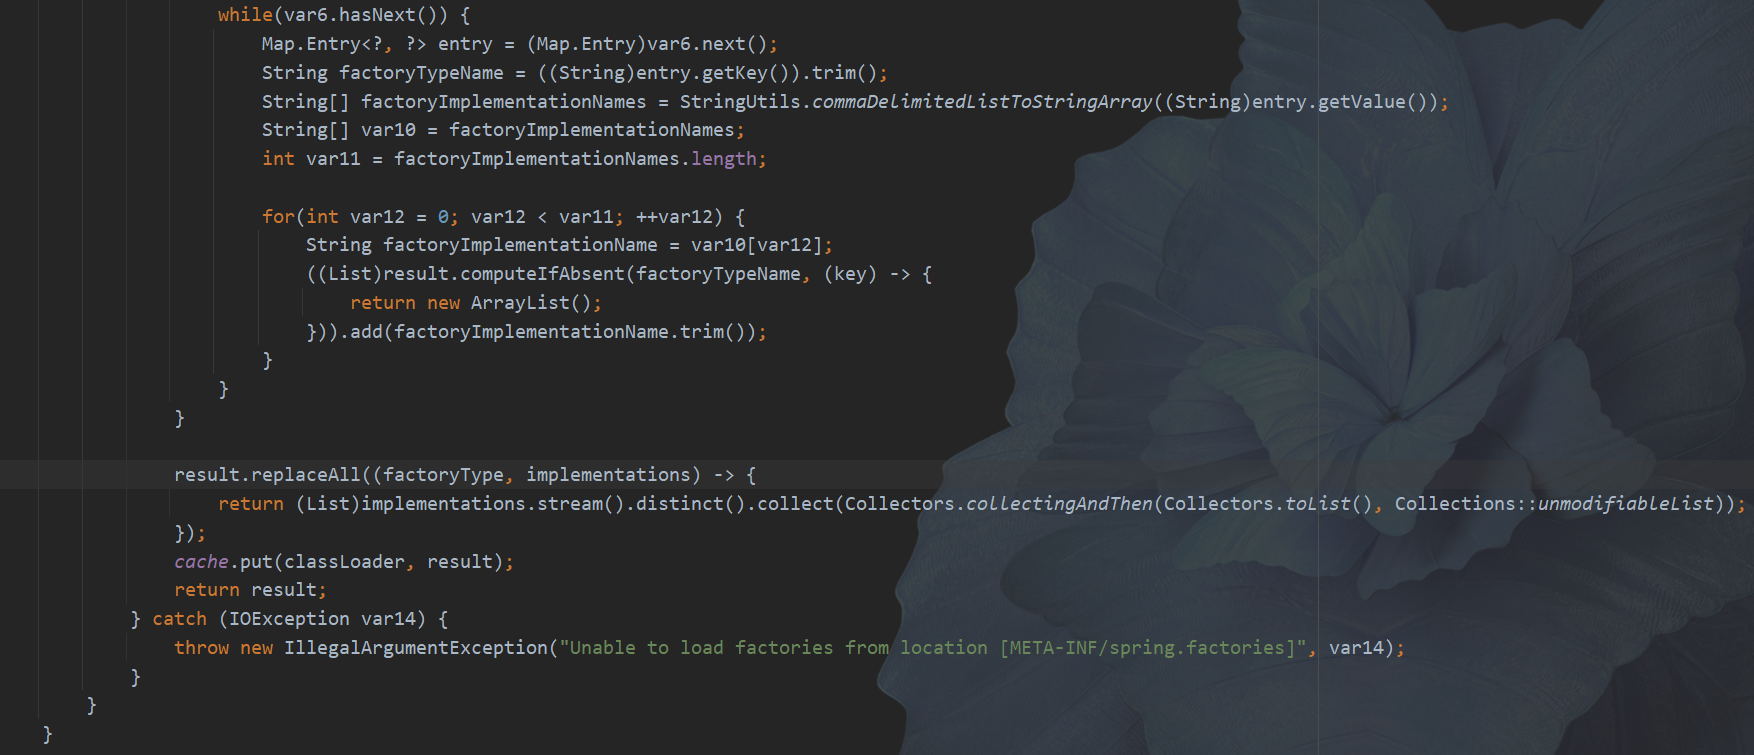 while(var6.hasNext()) {
Map.Entry<?, ?> entry = (Map.Entry)var6.next();
String factoryTypeName = ((String)entry.getKey()).trim();
String[] factoryImplementationNames = StringUtils.commaDelimitedListToStringArray((String)entry.getValue());
String[] var10 = factoryImplementationNames;
int var11 = factoryImplementationNames.length;
for(int var12 = 0; var12 < var11; ++var12) {
String factoryImplementationName = var10[var12];
((List)result.computeIfAbsent(factoryTypeName, (key) -> {
return new ArrayList();
})).add(factoryImplementationName.trim());
}
}
}
result.replaceAll((factoryType, implementations) -> {
return (List)implementations.stream().distinct().collect(Collectors.collectingAndThen(Collectors.toList(), Collections::unmodifiableList));
});
cache.put(classLoader, result);
return result;
} catch (IOException var14) {
throw new IllegalArgumentException("Unable to load factories from location [META-INF/spring.factories]", var14);
}
}
}